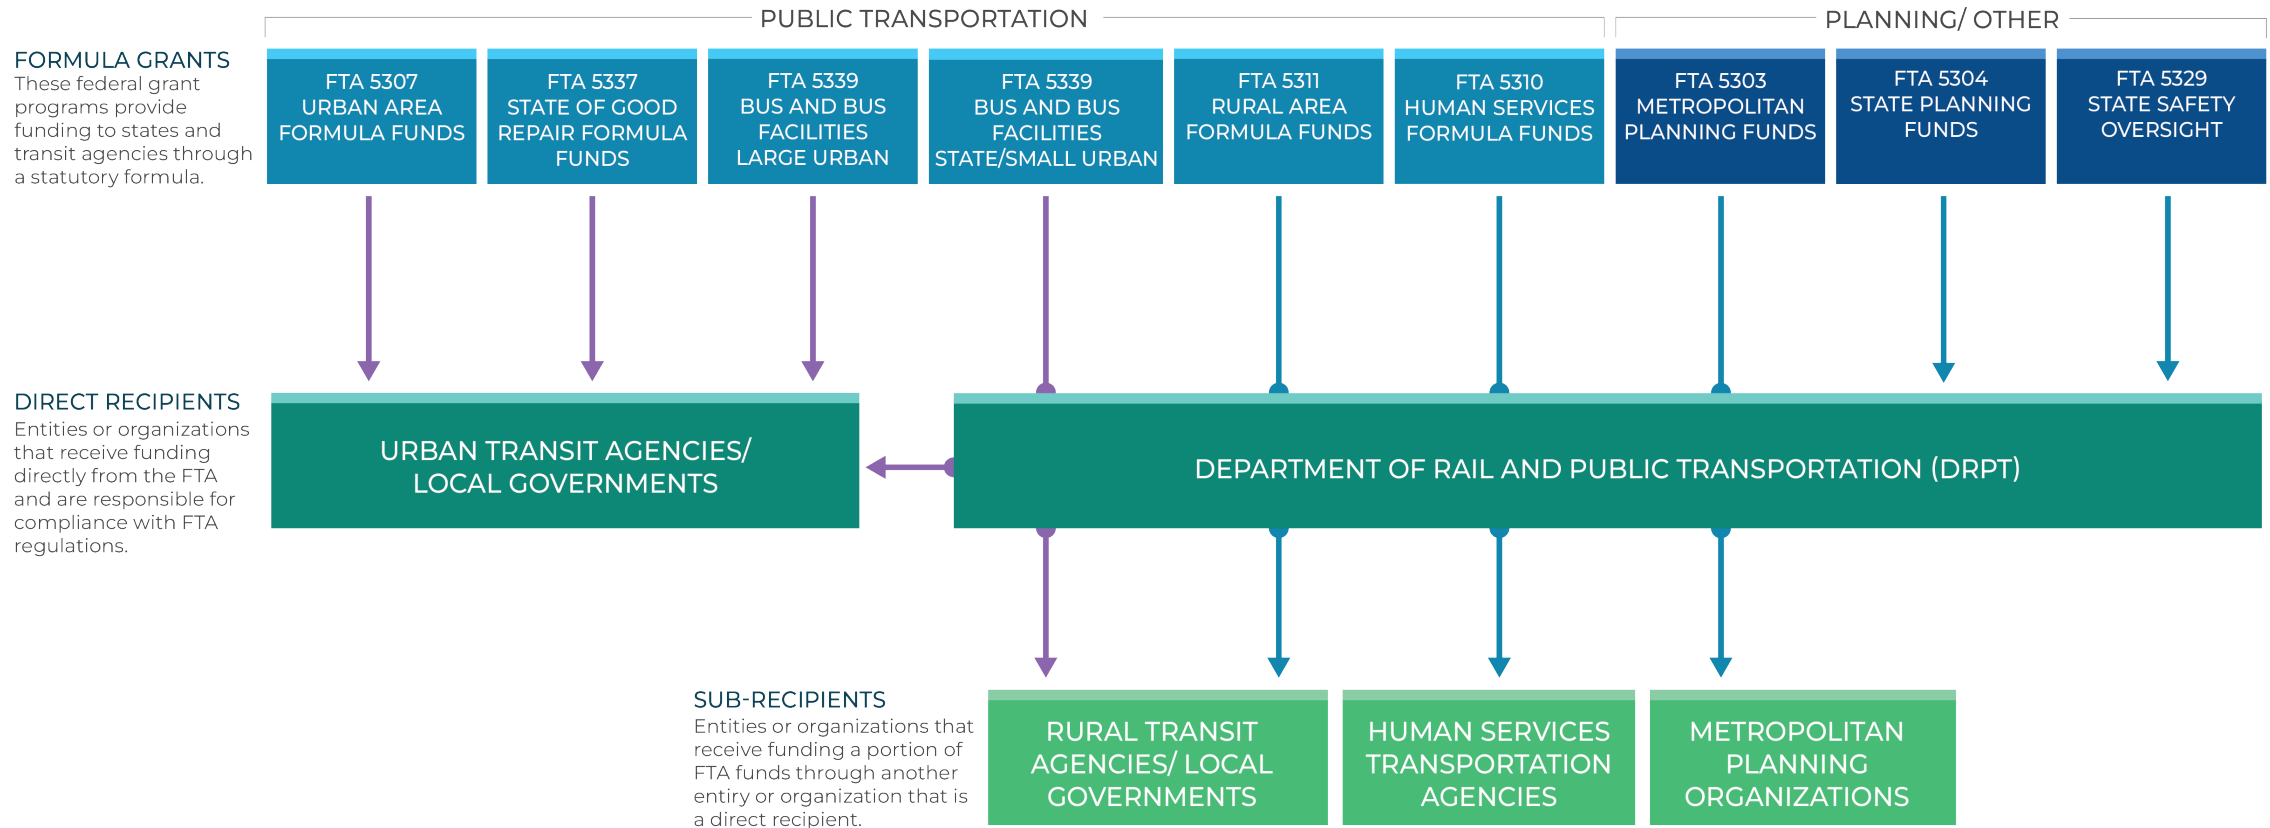 PUBLIC TRANSPORTATION
PLANNING/ OTHER
FORMULA GRANTS
These federal grant
programs provide
funding to states and
transit agencies through
a statutory formula.
FTA 5307
URBAN AREA
FORMULA FUNDS
FTA 5337
STATE OF GOOD
REPAIR FORMULA
FUNDS
FTA 5339
BUS AND BUS
FACILITIES
LARGE URBAN
FTA 5339
BUS AND BUS
FACILITIES
STATE/SMALL URBAN
FTA 5311
RURAL AREA
FORMULA FUNDS
FTA 5310
HUMAN SERVICES
FORMULA FUNDS
FTA 5303
METROPOLITAN
PLANNING FUNDS
FTA 5304
STATE PLANNING
FUNDS
FTA 5329
STATE SAFETY
OVERSIGHT
DIRECT RECIPIENTS
Entities or organizations
that receive funding
directly from the FTA
and are responsible for
compliance with FTA
regulations.
URBAN TRANSIT AGENCIES/
LOCAL GOVERNMENTS
DEPARTMENT OF RAIL AND PUBLIC TRANSPORTATION (DRPT)
SUB-RECIPIENTS
Entities or organizations that
receive funding a portion of
FTA funds through another
entiry or organization that is
a direct recipient.
RURAL TRANSIT
AGENCIES/ LOCAL
GOVERNMENTS
HUMAN SERVICES
TRANSPORTATION
AGENCIES
METROPOLITAN
PLANNING
ORGANIZATIONS